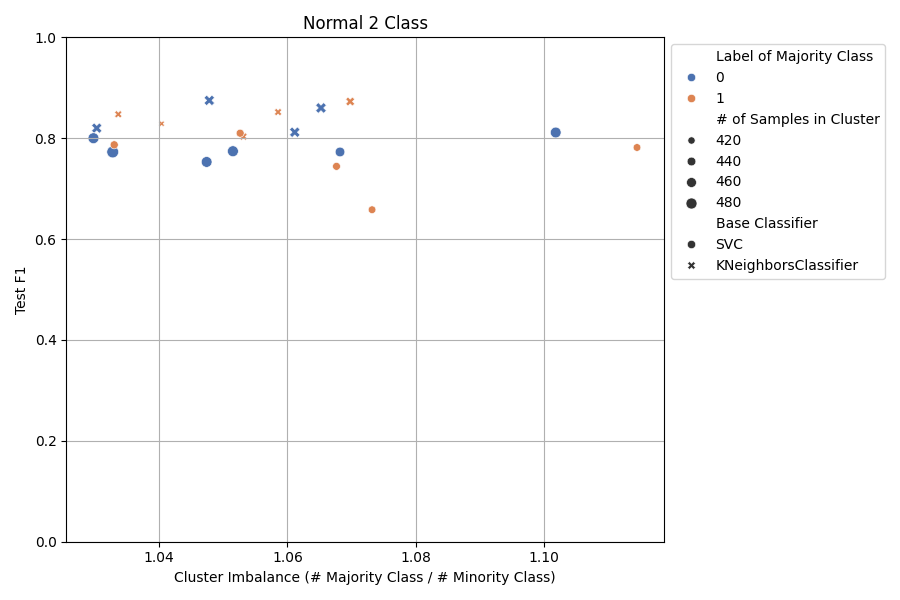 Normal 2 Class
1.0
0.8
0.6
0.4
0.2
0.0
Test F1
1.04
1.06
1.08
1.10
Cluster Imbalance (# Majority Class / # Minority Class)
Label of Majority Class
0
1
# of Samples in Cluster
420
440
460
480
Base Classifier
SVC
KNeighborsClassifier